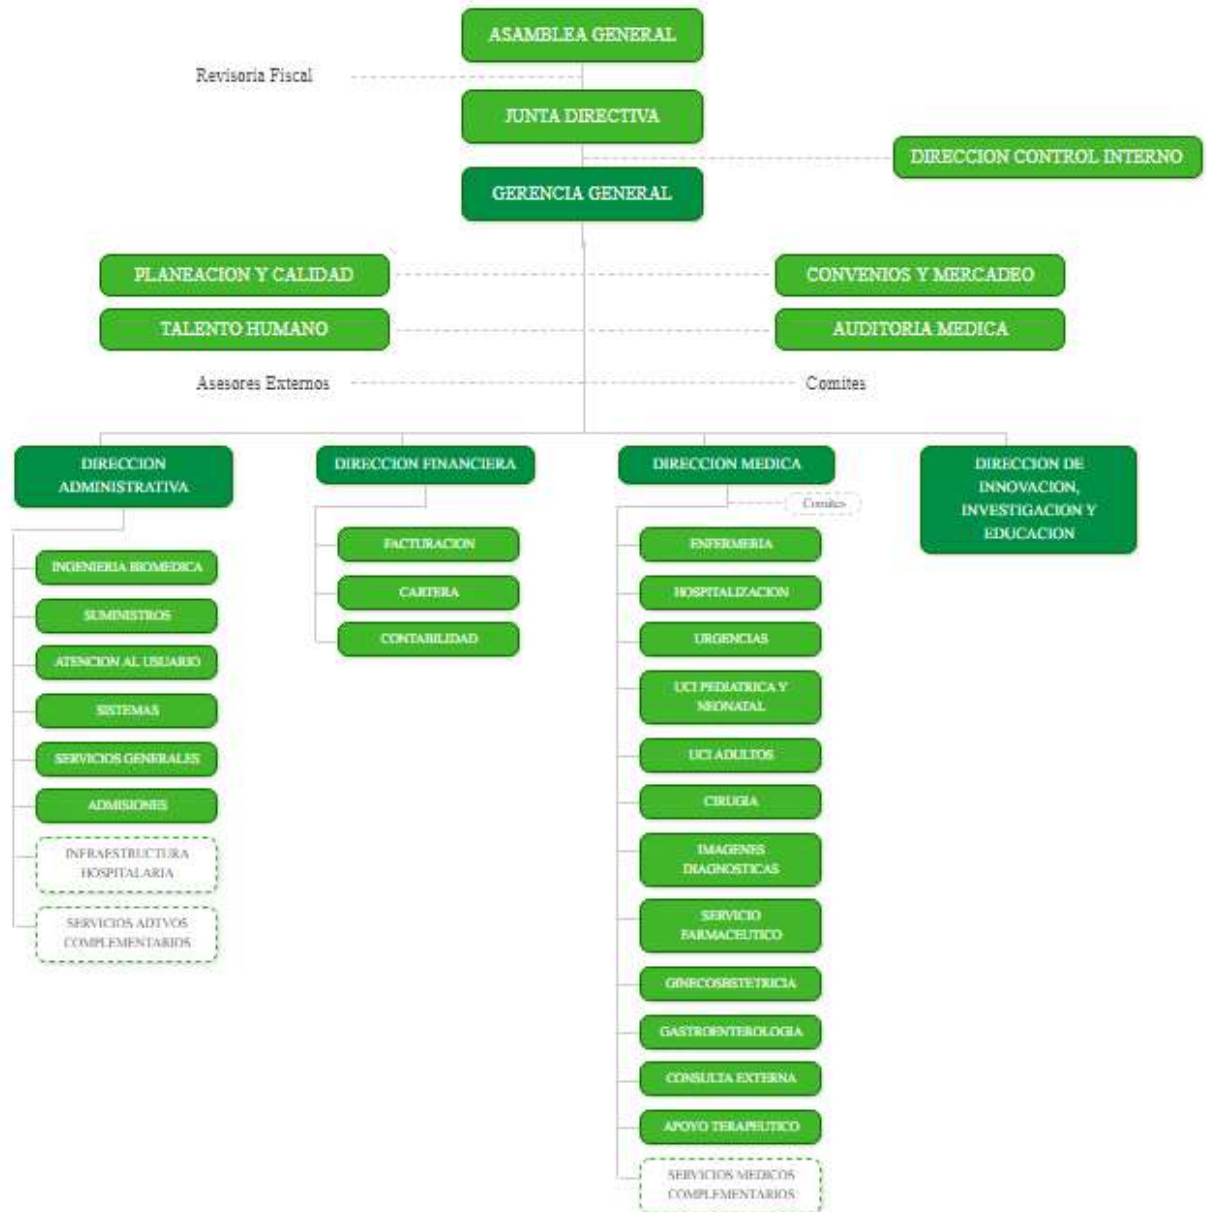 ASAMBLEA GENERAL
Revisoria Fiscal
JUNTA DIRECTIVA
DIRECCION CONTROL INTERNO
GERENCIA GENERAL
PLANEACION Y CALIDAD
CONVENIOS Y MERCADEO
TALENTO HUMANO
AUDITORIA MEDICA
Asesores Externos
Comites
DIRECCION
ADMINISTRATIVA
INGENIERIA BIOMEDICA
SUMINISTROS
ATENCION AL USUARIO
SISTEMAS
SERVICIOS GENERALES
ADMISIONES
INFRAESTRUCTURA
HOSPITALARIA
SERVICIOS ADTVOS
COMPLEMENTARIOS
DIRECCION FINANCIERA
FACTURACION
CARTERA
CONTABILIDAD
DIRECCION MEDICA
Comites
ENFERMERIA
HOSPITALIZACION
URGENCIAS
UCI PEDIATRICA Y
NEONATAL
UCI ADULTOS
CIRUGIA
IMAGENES
DIAGNOSTICAS
SERVICIO
FARMACEUTICO
GINECOSBTETRICIA
GASTROENTEROLOGIA
CONSULTA EXTERNA
APOYO TERAPEUTICO
SERVICIOS MEDICOS
COMPLEMENTARIOS
DIRECCION DE
INNOVACION,
INVESTIGACION Y
EDUCACION